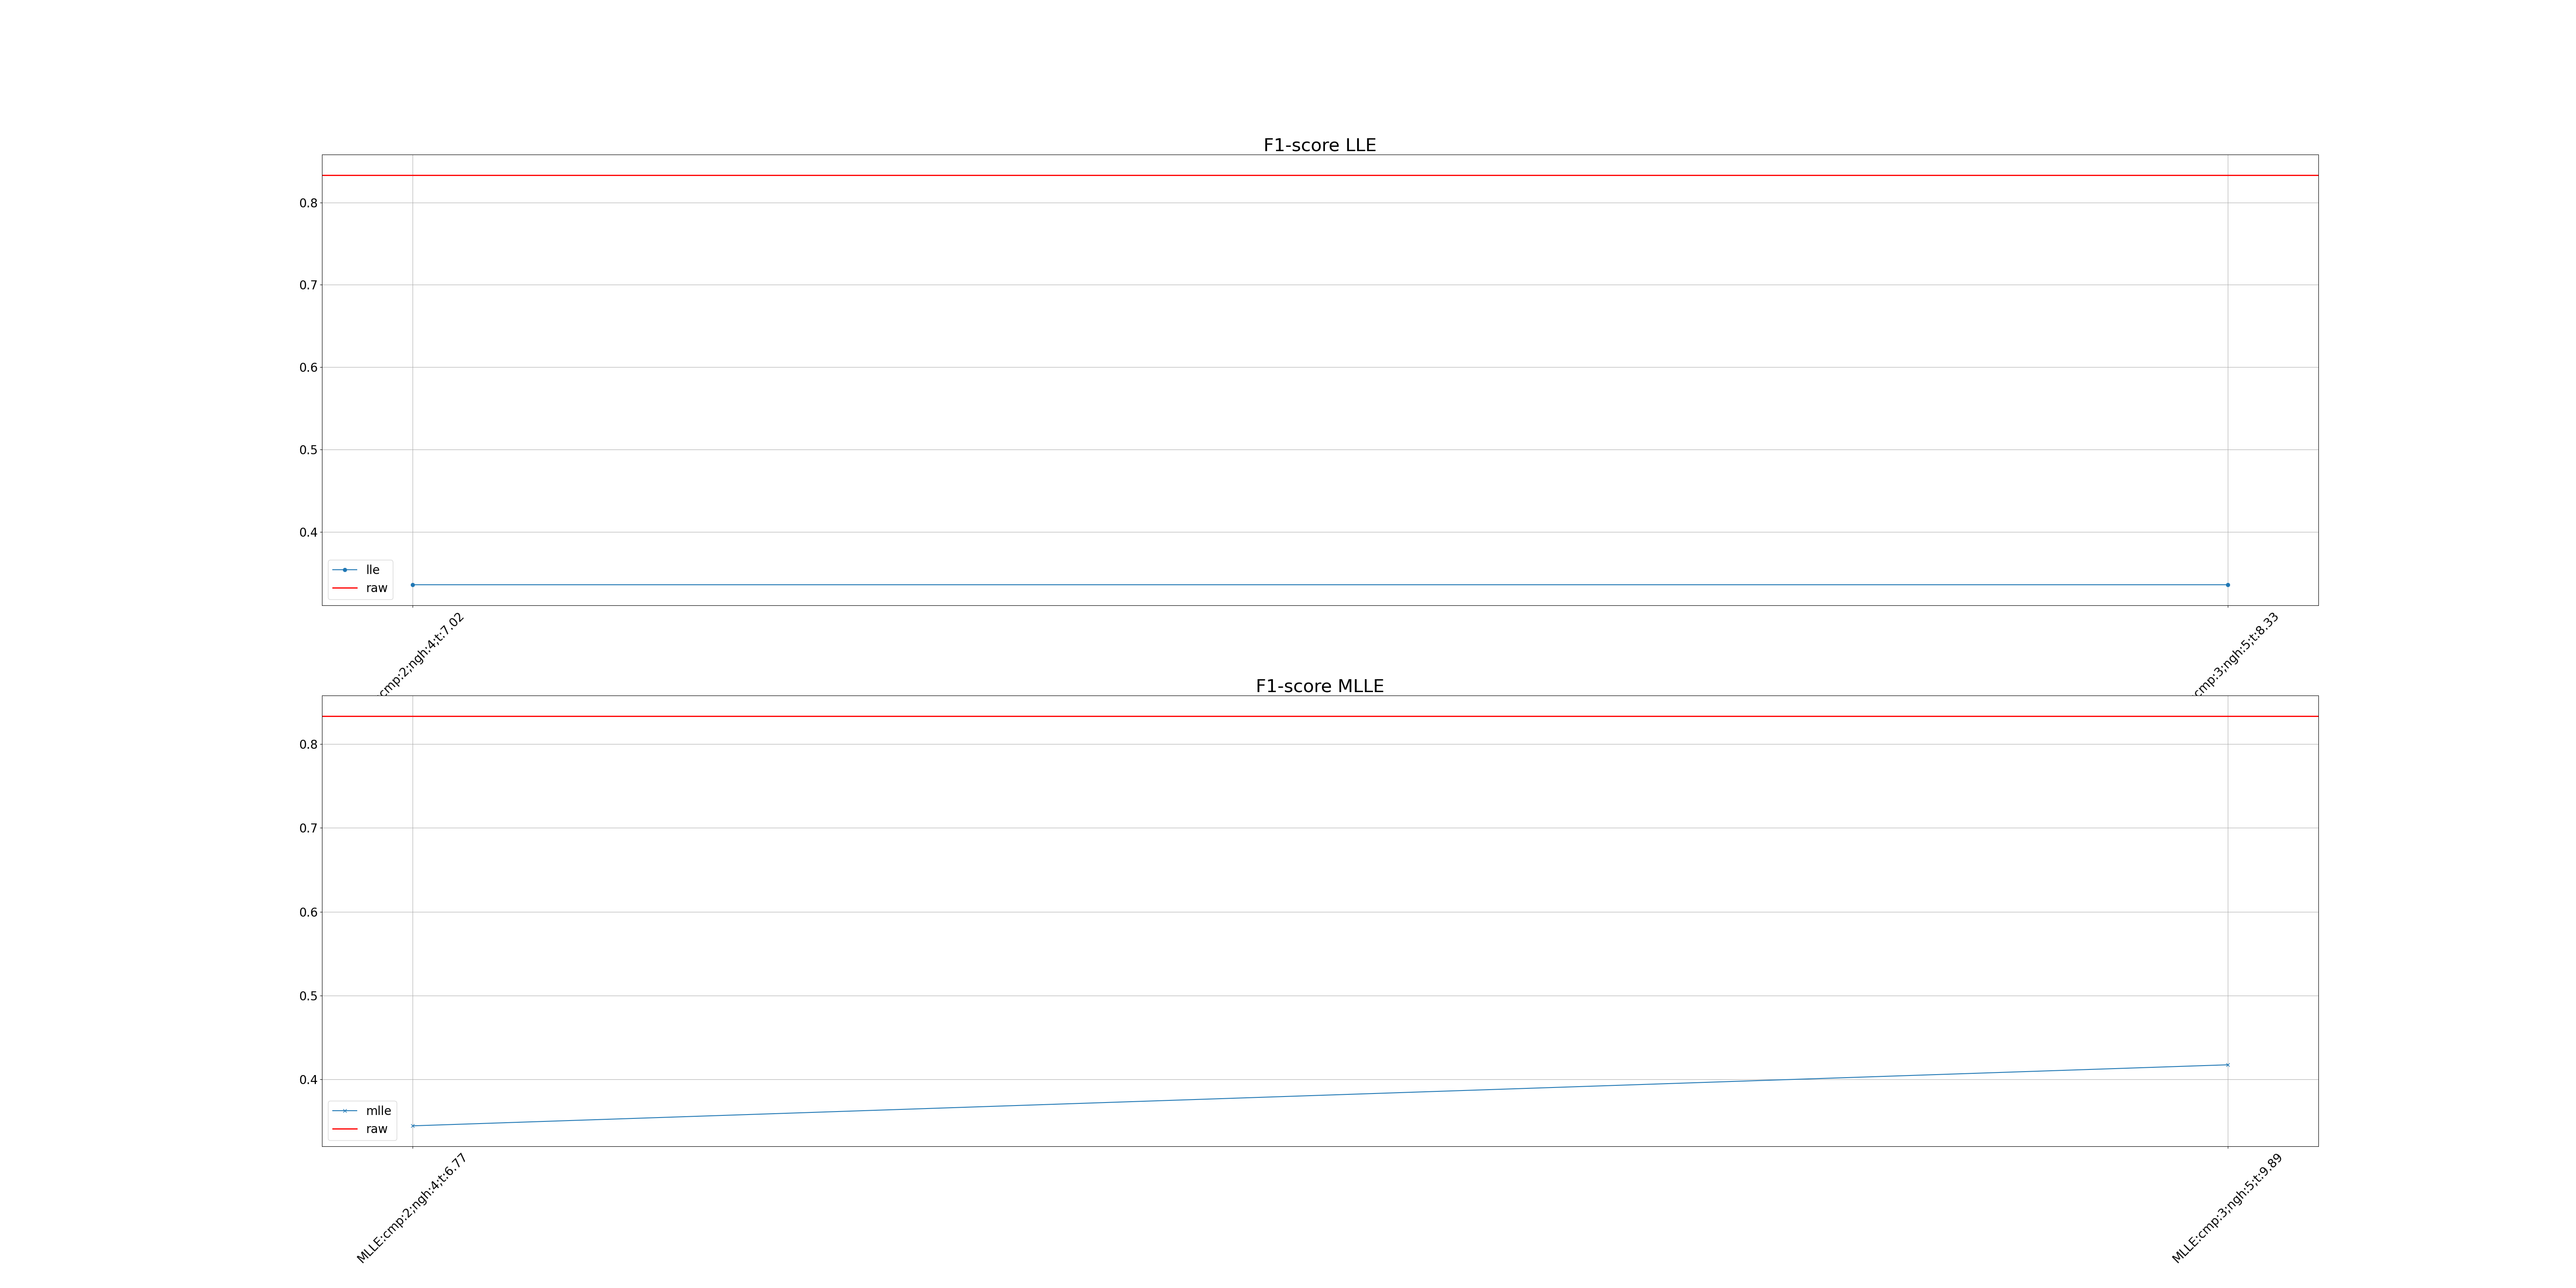 F1-score LLE
0.8
0.7
0.6
0.5
0.4
lle
raw
cmp:2;ngh:4;t:7.02
cmp:3;ngh:5;t:8.33
F1-score MLLE
0.8
0.7
0.6
0.5
0.4
mlle
raw
MLLE:cmp:2;ngh:4;t:6.77
MLLE:cmp:3;ngh:5;t:9.89